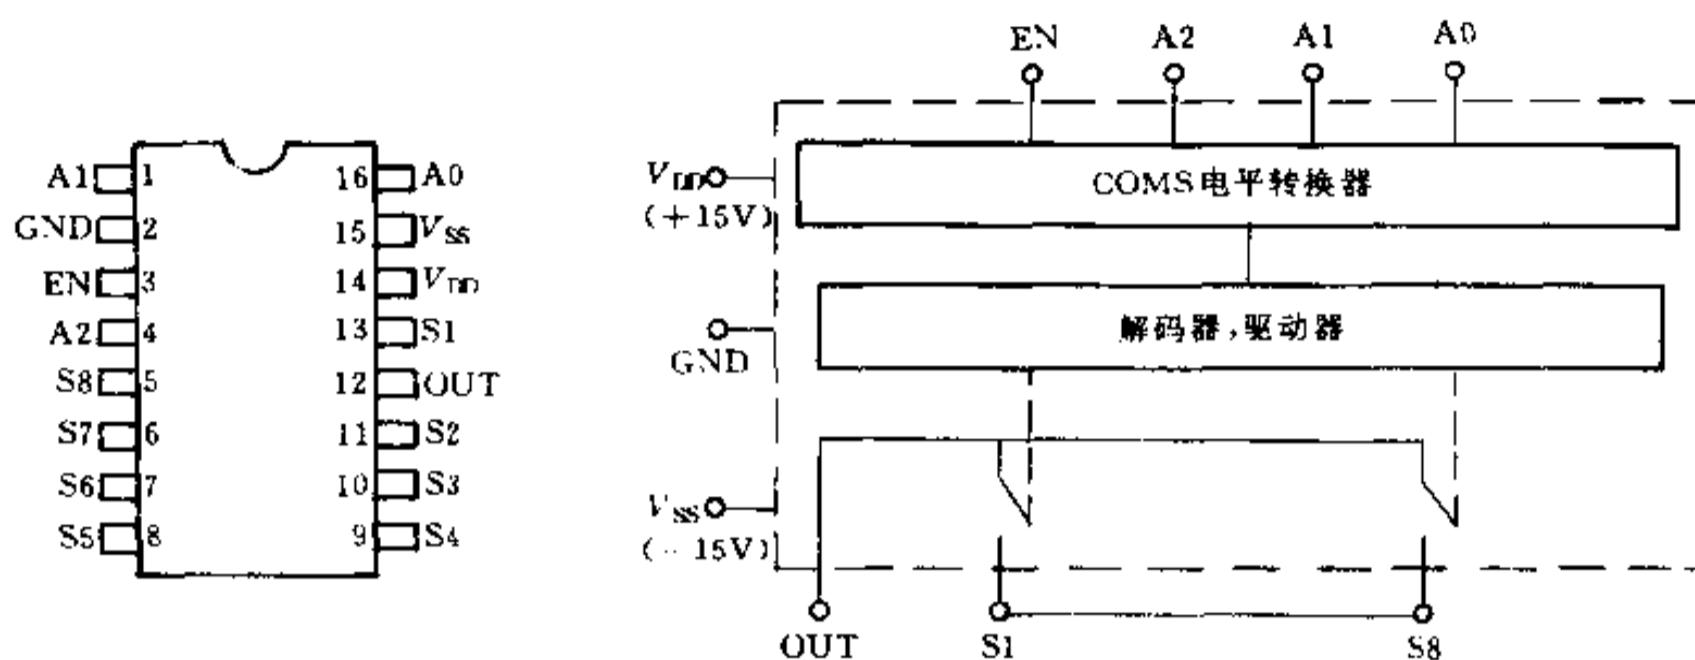 A1 1 16 A0
GND 2 15 VSS
EN 3 14 VDD
A2 4 13 S1
S8 5 12 OUT
S7 6 11 S2
S6 7 10 S3
S5 8 9 S4
EN A2 A1 A0
VDD
(+15V)
COMS电平转换器
解码器,驱动器
GND
VSS
(-15V)
OUT S1 S8